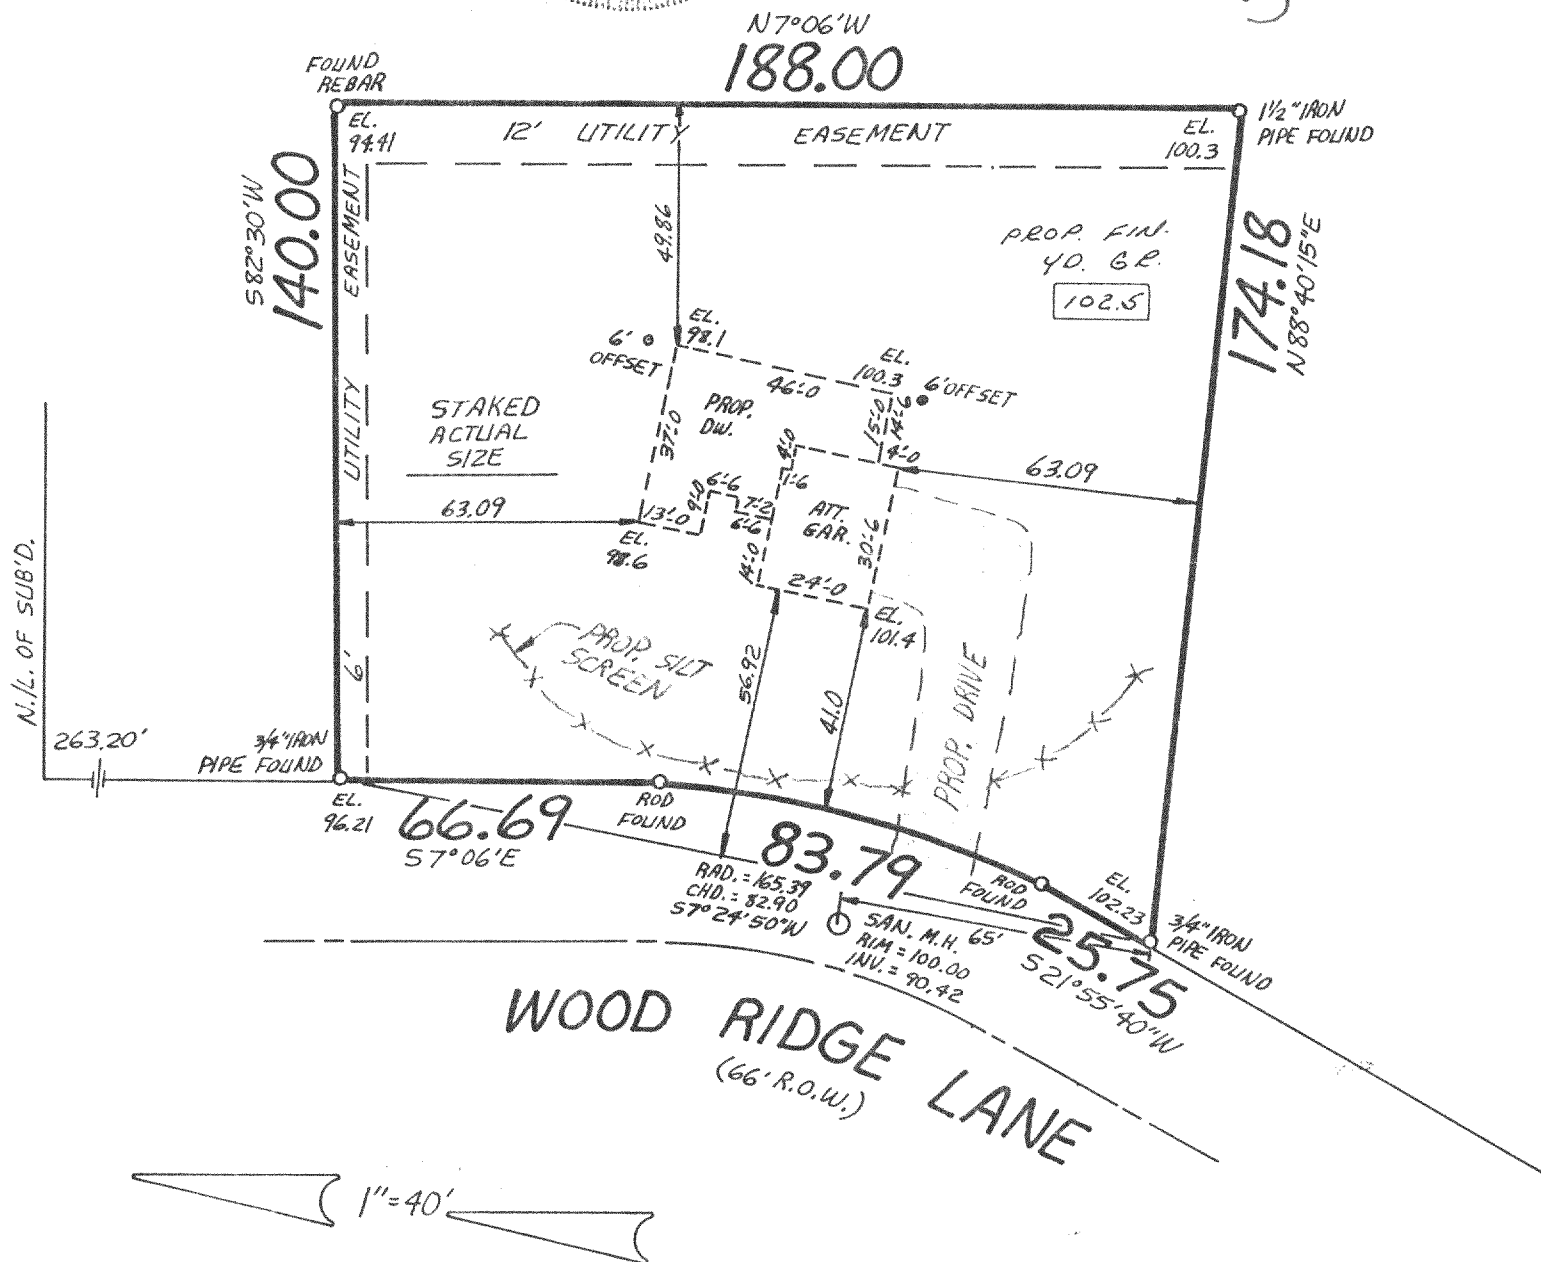 N7°06'W
188.00
FOUND
REBAR
EL.
94.41
12' UTILITY EASEMENT
EL.
100.3
1½" IRON
PIPE FOUND
S82°30'W
140.00
UTILITY EASEMENT
6'
49.86
PROP. FIN.
YD. GR.
102.5
174.18
N88°40'15"E
6'
OFFSET
EL.
98.1
46'-0
EL.
100.3
6' OFFSET
STAKED
ACTUAL
SIZE
37'-0
PROP.
DW.
15'-0
14'-6
4'-0
4'-0
1'-6
63.09
63.09
13'-0
9'-0
6'-6
7'-2
6'-6
ATT.
GAR.
30'-6
14'-0
24'-0
EL.
98.6
EL.
101.4
N./L. OF SUB'D.
263.20'
3/4" IRON
PIPE FOUND
PROP. SILT
SCREEN
56.92
41.0
PROP. DRIVE
EL.
96.21
66.69
S7°06'E
ROD
FOUND
83.79
RAD. = 165.39
CHD. = 82.90
S7°24'50"W
ROD
FOUND
EL.
102.23
3/4" IRON
PIPE FOUND
SAN. M.H.
RIM = 100.00
INV. = 90.42
65'
25.75
S21°55'40"W
WOOD RIDGE LANE
(66' R.O.W.)
1"=40'